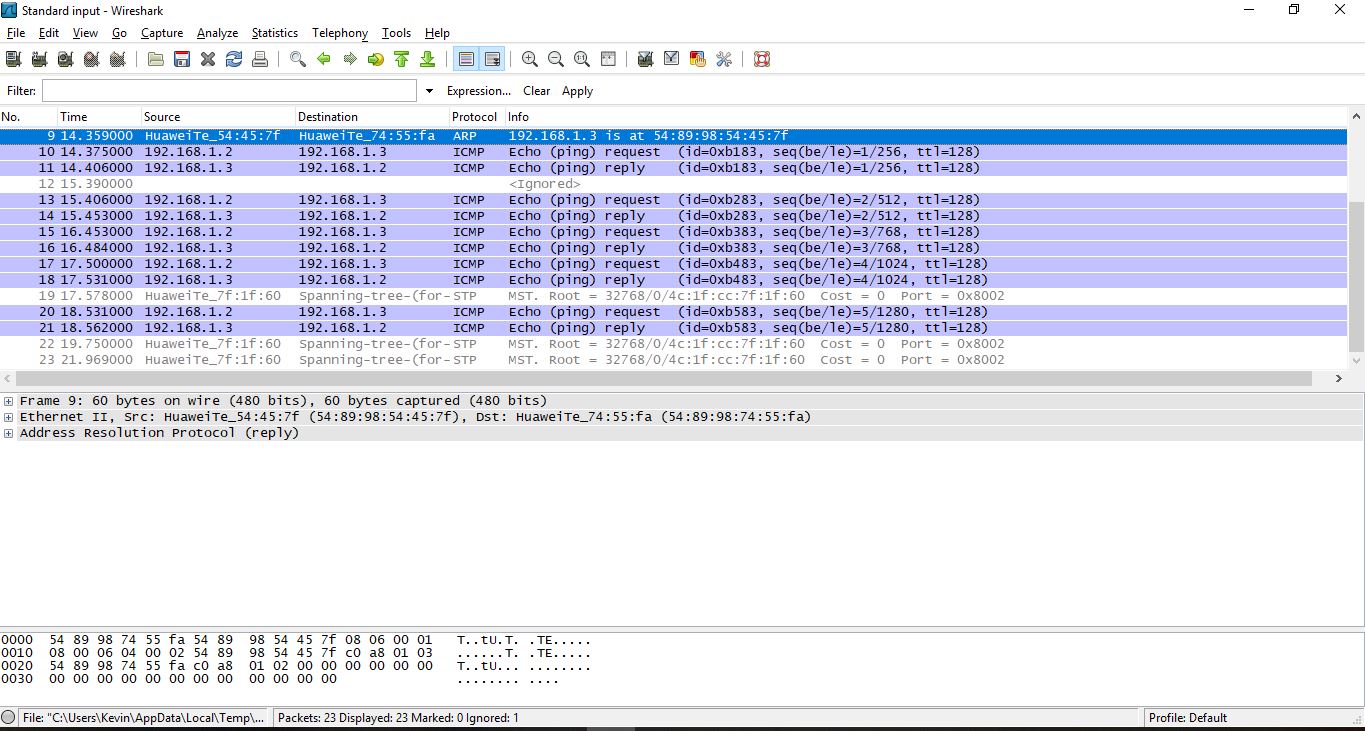 Standard input - Wireshark
File Edit View Go Capture Analyze Statistics Telephony Tools Help
Filter: Expression... Clear Apply
No. Time Source Destination Protocol Info
9 14.359000 HuaweiTe_54:45:7f HuaweiTe_74:55:fa ARP 192.168.1.3 is at 54:89:98:54:45:7f
10 14.375000 192.168.1.2 192.168.1.3 ICMP Echo (ping) request (id=0xb183, seq(be/le)=1/256, ttl=128)
11 14.406000 192.168.1.3 192.168.1.2 ICMP Echo (ping) reply (id=0xb183, seq(be/le)=1/256, ttl=128)
12 15.390000 <Ignored>
13 15.406000 192.168.1.2 192.168.1.3 ICMP Echo (ping) request (id=0xb283, seq(be/le)=2/512, ttl=128)
14 15.453000 192.168.1.3 192.168.1.2 ICMP Echo (ping) reply (id=0xb283, seq(be/le)=2/512, ttl=128)
15 16.453000 192.168.1.2 192.168.1.3 ICMP Echo (ping) request (id=0xb383, seq(be/le)=3/768, ttl=128)
16 16.484000 192.168.1.3 192.168.1.2 ICMP Echo (ping) reply (id=0xb383, seq(be/le)=3/768, ttl=128)
17 17.500000 192.168.1.2 192.168.1.3 ICMP Echo (ping) request (id=0xb483, seq(be/le)=4/1024, ttl=128)
18 17.531000 192.168.1.3 192.168.1.2 ICMP Echo (ping) reply (id=0xb483, seq(be/le)=4/1024, ttl=128)
19 17.578000 HuaweiTe_7f:1f:60 Spanning-tree-(for- STP MST. Root = 32768/0/4c:1f:cc:7f:1f:60 Cost = 0 Port = 0x8002
20 18.531000 192.168.1.2 192.168.1.3 ICMP Echo (ping) request (id=0xb583, seq(be/le)=5/1280, ttl=128)
21 18.562000 192.168.1.3 192.168.1.2 ICMP Echo (ping) reply (id=0xb583, seq(be/le)=5/1280, ttl=128)
22 19.750000 HuaweiTe_7f:1f:60 Spanning-tree-(for- STP MST. Root = 32768/0/4c:1f:cc:7f:1f:60 Cost = 0 Port = 0x8002
23 21.969000 HuaweiTe_7f:1f:60 Spanning-tree-(for- STP MST. Root = 32768/0/4c:1f:cc:7f:1f:60 Cost = 0 Port = 0x8002
Frame 9: 60 bytes on wire (480 bits), 60 bytes captured (480 bits)
Ethernet II, Src: HuaweiTe_54:45:7f (54:89:98:54:45:7f), Dst: HuaweiTe_74:55:fa (54:89:98:74:55:fa)
Address Resolution Protocol (reply)
0000 54 89 98 74 55 fa 54 89 98 54 45 7f 08 06 00 01 T..tU.T. .TE.....
0010 08 00 06 04 00 02 54 89 98 54 45 7f c0 a8 01 03 ......T. .TE.....
0020 54 89 98 74 55 fa c0 a8 01 02 00 00 00 00 00 00 T..tU... ........
0030 00 00 00 00 00 00 00 00 00 00 00 00 ........ ....
File: "C:\Users\Kevin\AppData\Local\Temp\... Packets: 23 Displayed: 23 Marked: 0 Ignored: 1 Profile: Default